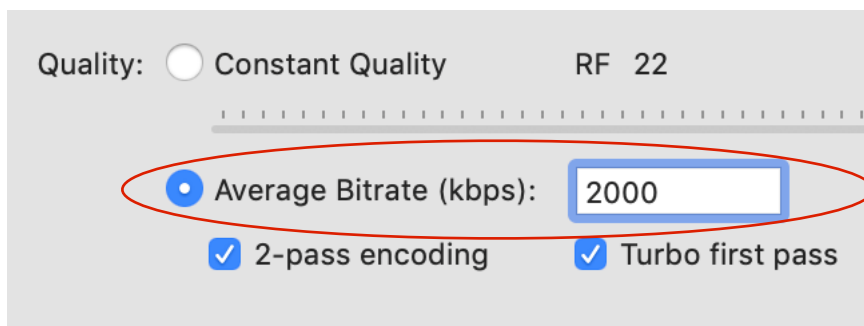 Quality: Constant Quality RF 22
Average Bitrate (kbps): 2000
2-pass encoding Turbo first pass